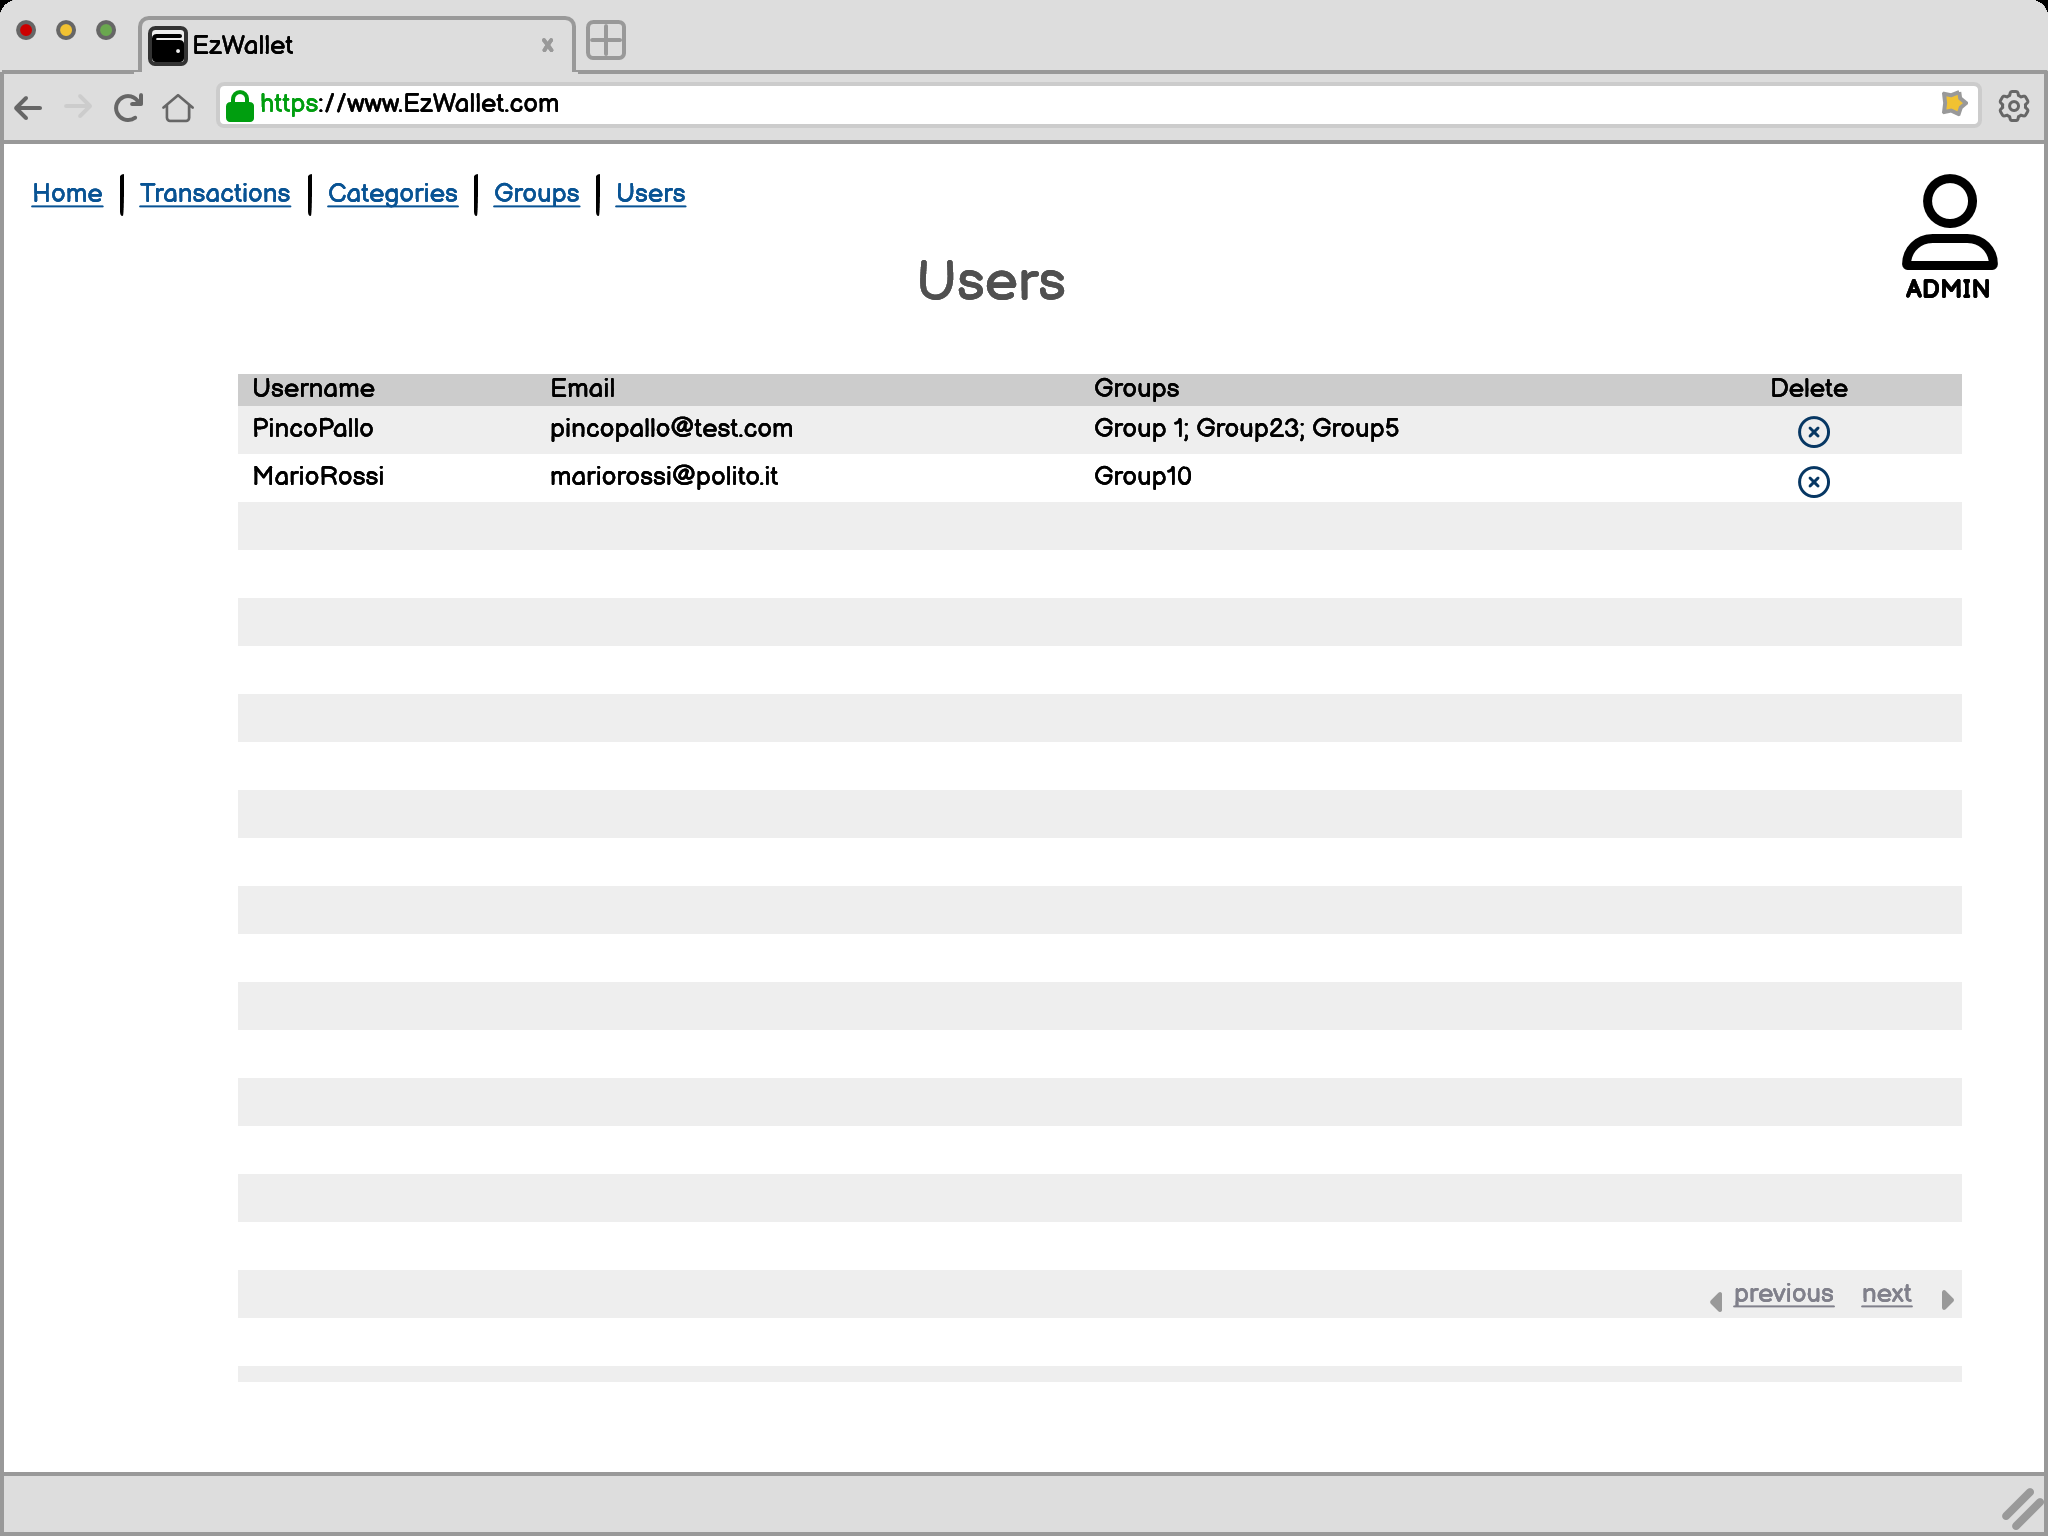 EzWallet x
https://www.EzWallet.com
Home Transactions Categories Groups Users
ADMIN
Users
Username Email Groups Delete
PincoPallo pincopallo@test.com Group 1; Group23; Group5
MarioRossi mariorossi@polito.it Group10
previous next